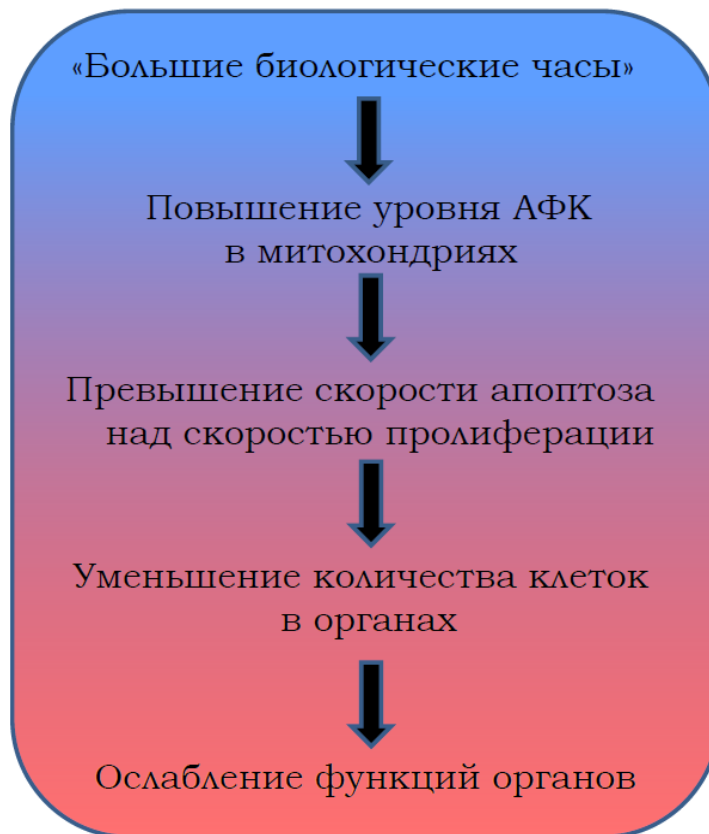 «Большие биологические часы»
Повышение уровня АФК
в митохондриях
Превышение скорости апоптоза
над скоростью пролиферации
Уменьшение количества клеток
в органах
Ослабление функций органов